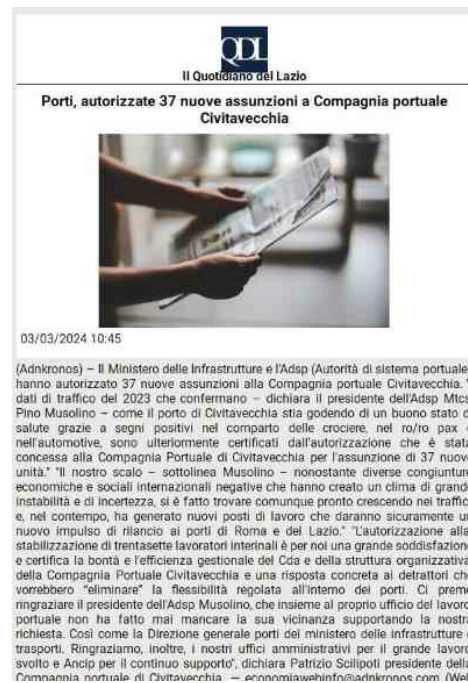 QDL
Il Quotidiano del Lazio
Porti, autorizzate 37 nuove assunzioni a Compagnia portuale
Civitavecchia
03/03/2024 10:45
(Adnkronos) – Il Ministero delle Infrastrutture e l'Adsp (Autorità di sistema portuale)
hanno autorizzato 37 nuove assunzioni alla Compagnia portuale Civitavecchia. "I
dati di traffico del 2023 che confermano – dichiara il presidente dell'Adsp Mtcs
Pino Musolino – come il porto di Civitavecchia stia godendo di un buono stato di
salute grazie a segni positivi nel comparto delle crociere, nel ro/ro pax e
nell'automotive, sono ulteriormente certificati dall'autorizzazione che è stata
concessa alla Compagnia Portuale di Civitavecchia per l'assunzione di 37 nuove
unità." "Il nostro scalo – sottolinea Musolino – nonostante diverse congiunture
economiche e sociali internazionali negative che hanno creato un clima di grande
instabilità e di incertezza, si è fatto trovare comunque pronto crescendo nei traffici
e, nel contempo, ha generato nuovi posti di lavoro che daranno sicuramente un
nuovo impulso di rilancio ai porti di Roma e del Lazio." "L'autorizzazione alla
stabilizzazione di trentasette lavoratori interinali è per noi una grande soddisfazione
e certifica la bontà e l'efficienza gestionale del Cda e della struttura organizzativa
della Compagnia Portuale Civitavecchia e una risposta concreta ai detrattori che
vorrebbero "eliminare" la flessibilità regolata all'interno dei porti. Ci preme
ringraziare il presidente dell'Adsp Musolino, che insieme al proprio ufficio del lavoro
portuale non ha fatto mai mancare la sua vicinanza supportando la nostra
richiesta. Così come la Direzione generale porti del ministero delle infrastrutture e
trasporti. Ringraziamo, inoltre, i nostri uffici amministrativi per il grande lavoro
svolto e Ancip per il continuo supporto", dichiara Patrizio Scilipoti presidente della
Compagnia portuale di Civitavecchia. — economiawebinfo@adnkronos.com (Web